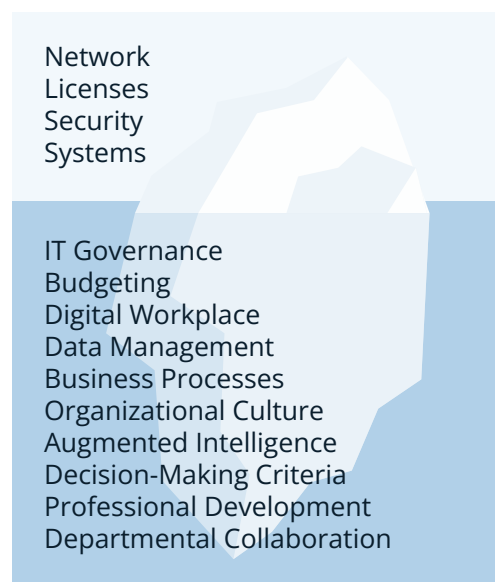 Network
Licenses
Security
Systems
IT Governance
Budgeting
Digital Workplace
Data Management
Business Processes
Organizational Culture
Augmented Intelligence
Decision-Making Criteria
Professional Development
Departmental Collaboration